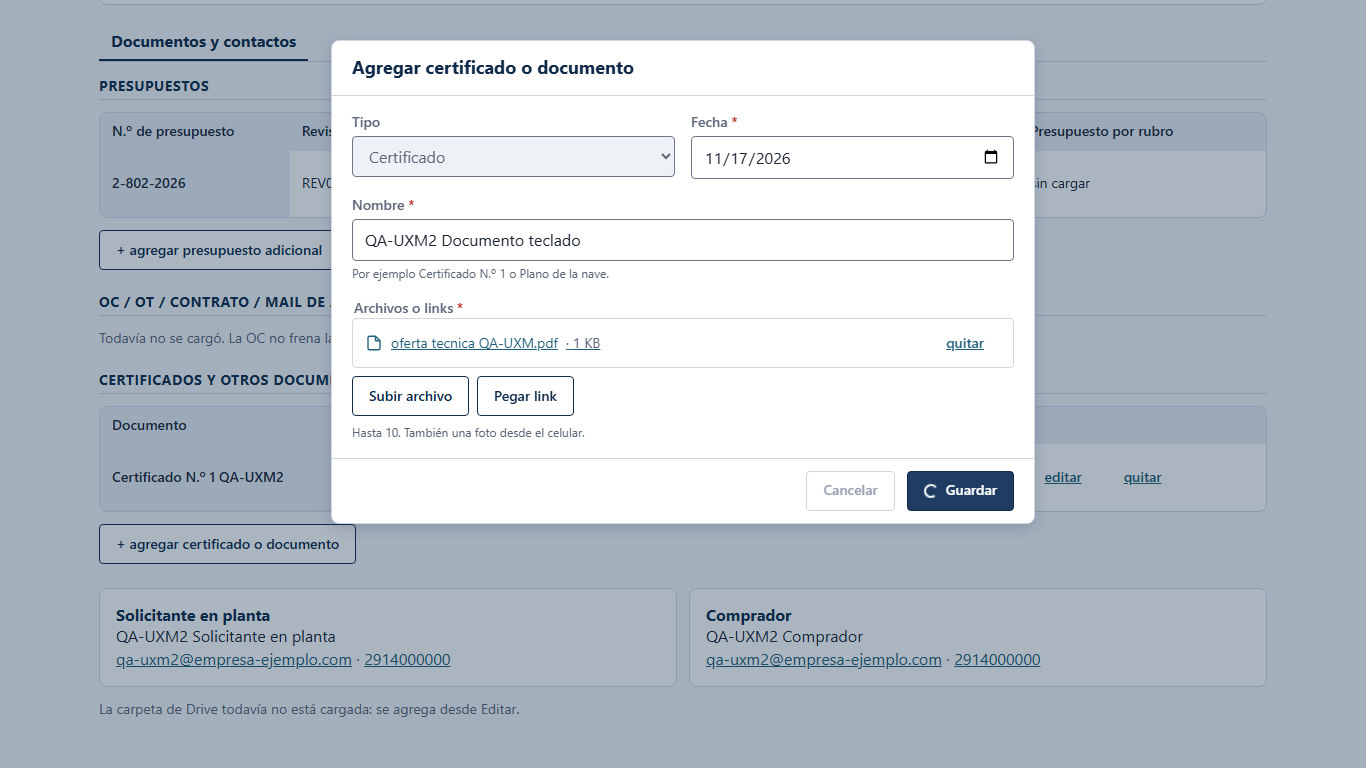 Documentos y contactos
PRESUPUESTOS
N.º de presupuesto
Presupuesto por rubro
2-802-2026
sin cargar
+ agregar presupuesto adicional
OC / OT / CONTRATO / MAIL DE
Todavía no se cargó. La OC no frena
CERTIFICADOS Y OTROS
Documento
Certificado N.º 1 QA-UXM2
editar
quitar
+ agregar certificado o documento
Agregar certificado o documento
Tipo
Fecha *
Certificado
11/17/2026
Nombre *
QA-UXM2 Documento teclado
Por ejemplo Certificado N.º 1 o Plano de la nave.
Archivos o links *
oferta tecnica QA-UXM.pdf · 1 KB
quitar
Subir archivo
Pegar link
Hasta 10. También una foto desde el celular.
Cancelar
Guardar
Solicitante en planta
QA-UXM2 Solicitante en planta
qa-uxm2@empresa-ejemplo.com · 2914000000
Comprador
QA-UXM2 Comprador
qa-uxm2@empresa-ejemplo.com · 2914000000
La carpeta de Drive todavía no está cargada: se agrega desde Editar.